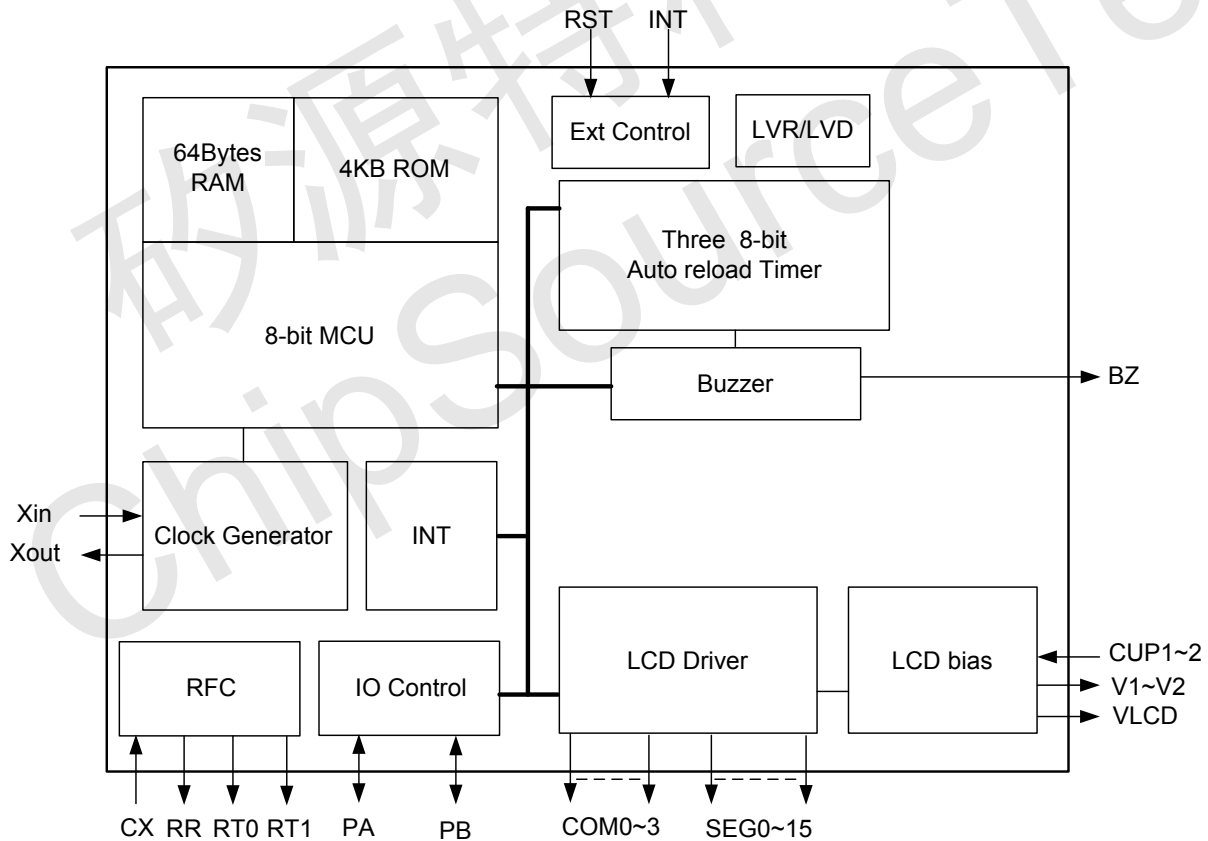 RST INT
64Bytes
RAM
4KB ROM
Ext Control
LVR/LVD
Three 8-bit
Auto reload Timer
8-bit MCU
Buzzer
BZ
Xin
Xout
Clock Generator
INT
RFC
IO Control
LCD Driver
LCD bias
CUP1~2
V1~V2
VLCD
CX RR RT0 RT1 PA PB COM0~3 SEG0~15
矽源特
ChipSourceTe